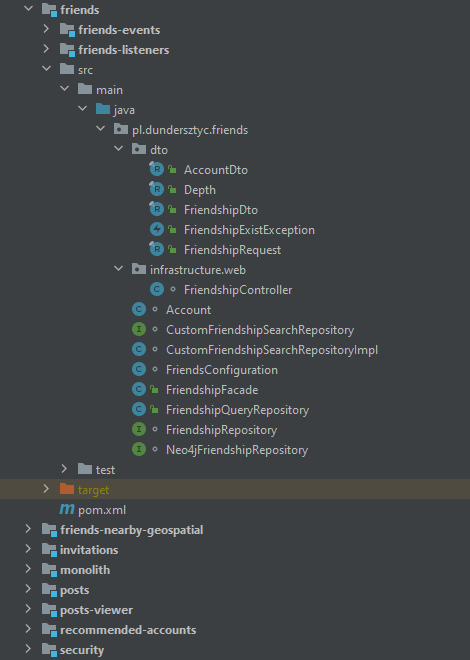 friends
friends-events
friends-listeners
src
main
java
pl.dundersztyc.friends
dto
AccountDto
Depth
FriendshipDto
FriendshipExistException
FriendshipRequest
infrastructure.web
FriendshipController
Account
CustomFriendshipSearchRepository
CustomFriendshipSearchRepositoryImpl
FriendsConfiguration
FriendshipFacade
FriendshipQueryRepository
FriendshipRepository
Neo4jFriendshipRepository
test
target
pom.xml
friends-nearby-geospatial
invitations
monolith
posts
posts-viewer
recommended-accounts
security